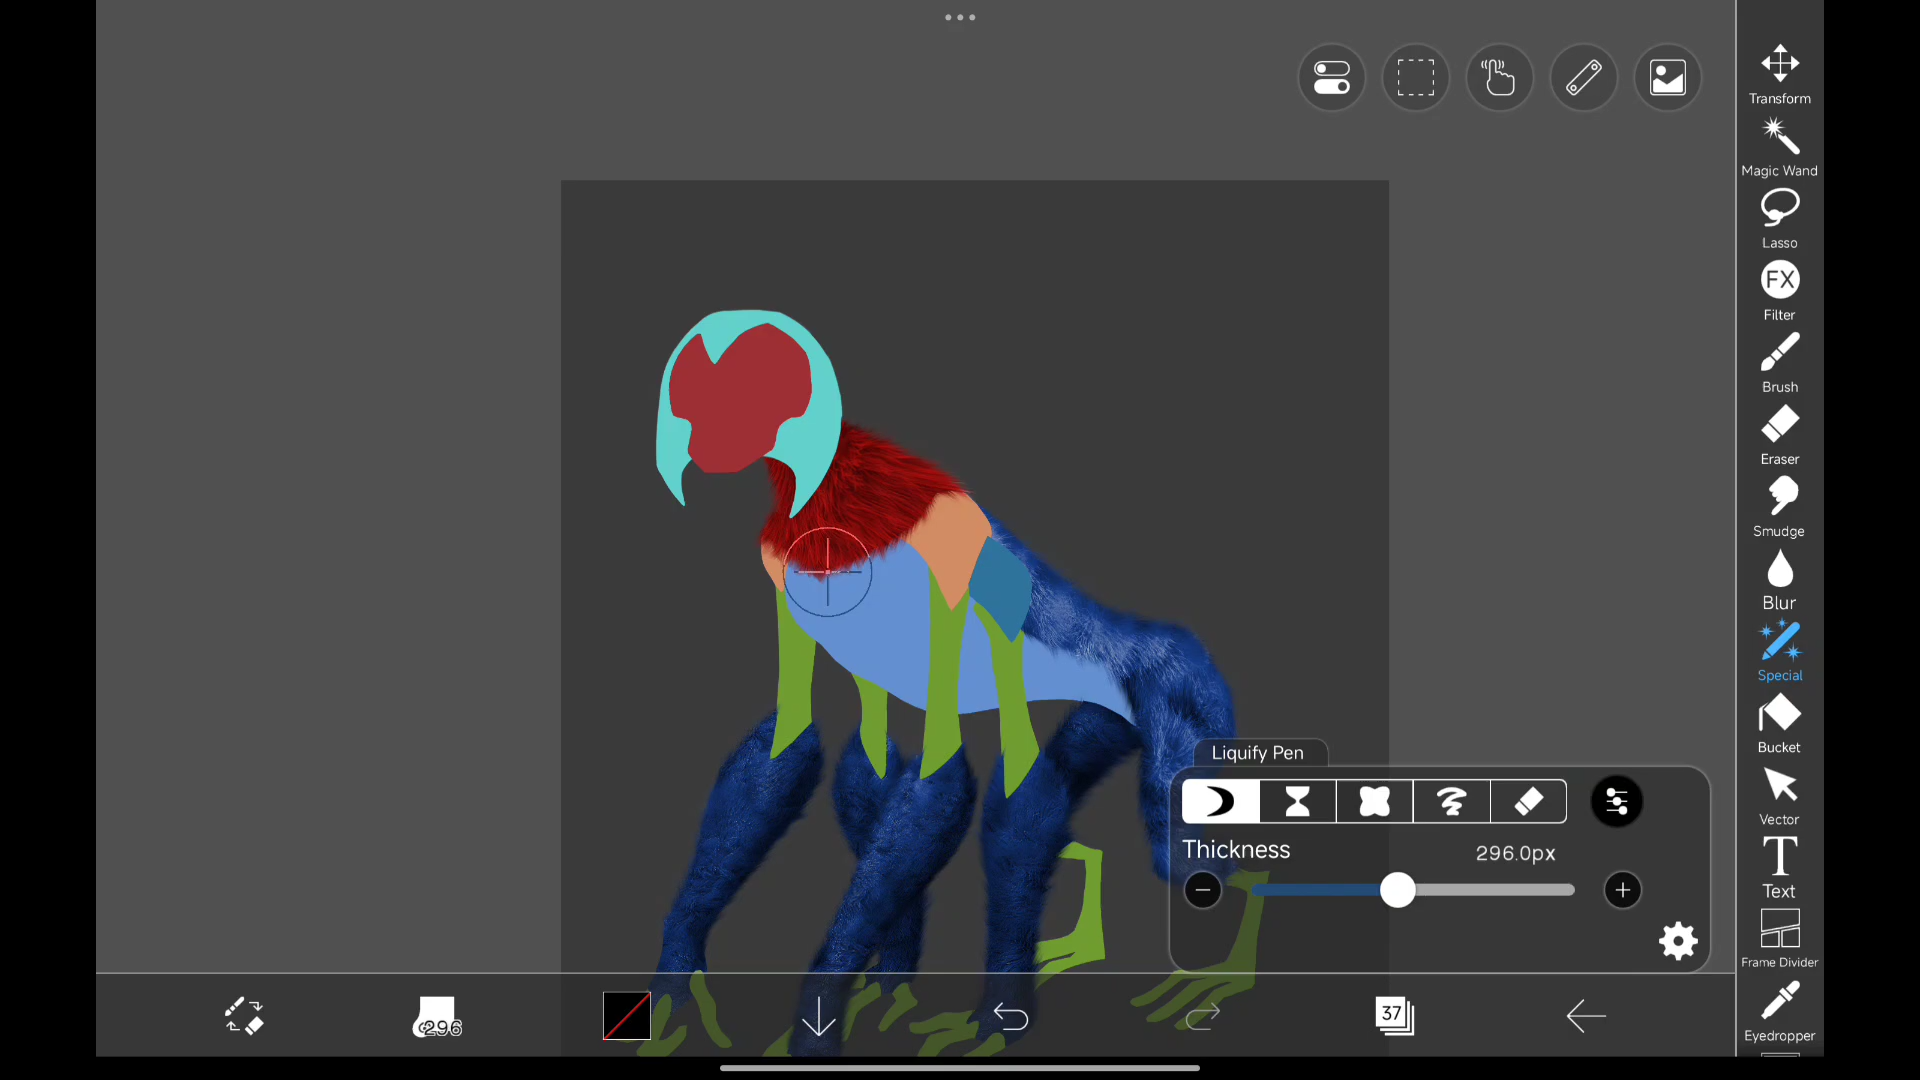 Transform
Magic Wand
Lasso
FX
Filter
Brush
Eraser
Smudge
Blur
Special
Bucket
Vector
T
Text
Frame Divider
Eyedropper
Liquify Pen
Thickness
296.0px
296
37